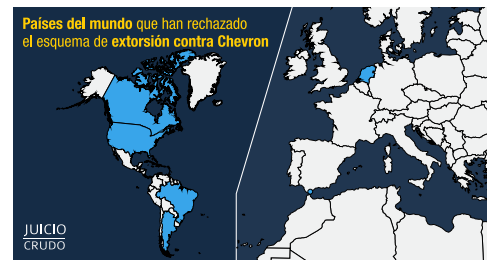 Países del mundo que han rechazado
el esquema de extorsión contra Chevron
JUICIO
CRUDO